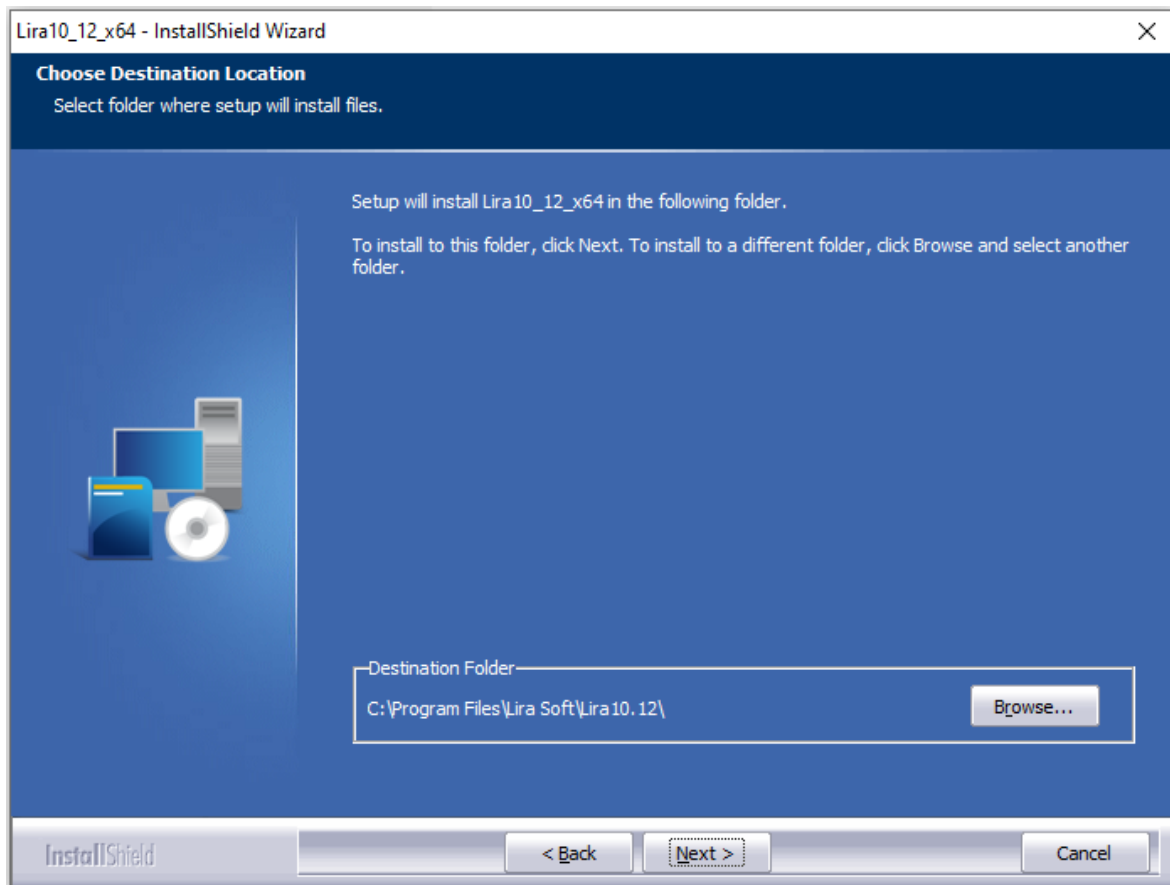 Lira10_12_x64 - InstallShield Wizard
Choose Destination Location
Select folder where setup will install files.
Setup will install Lira10_12_x64 in the following folder.
To install to this folder, click Next. To install to a different folder, click Browse and select another
folder.
Destination Folder
C:\Program Files\Lira Soft\Lira10.12\
Browse...
InstallShield
< Back
Next >
Cancel